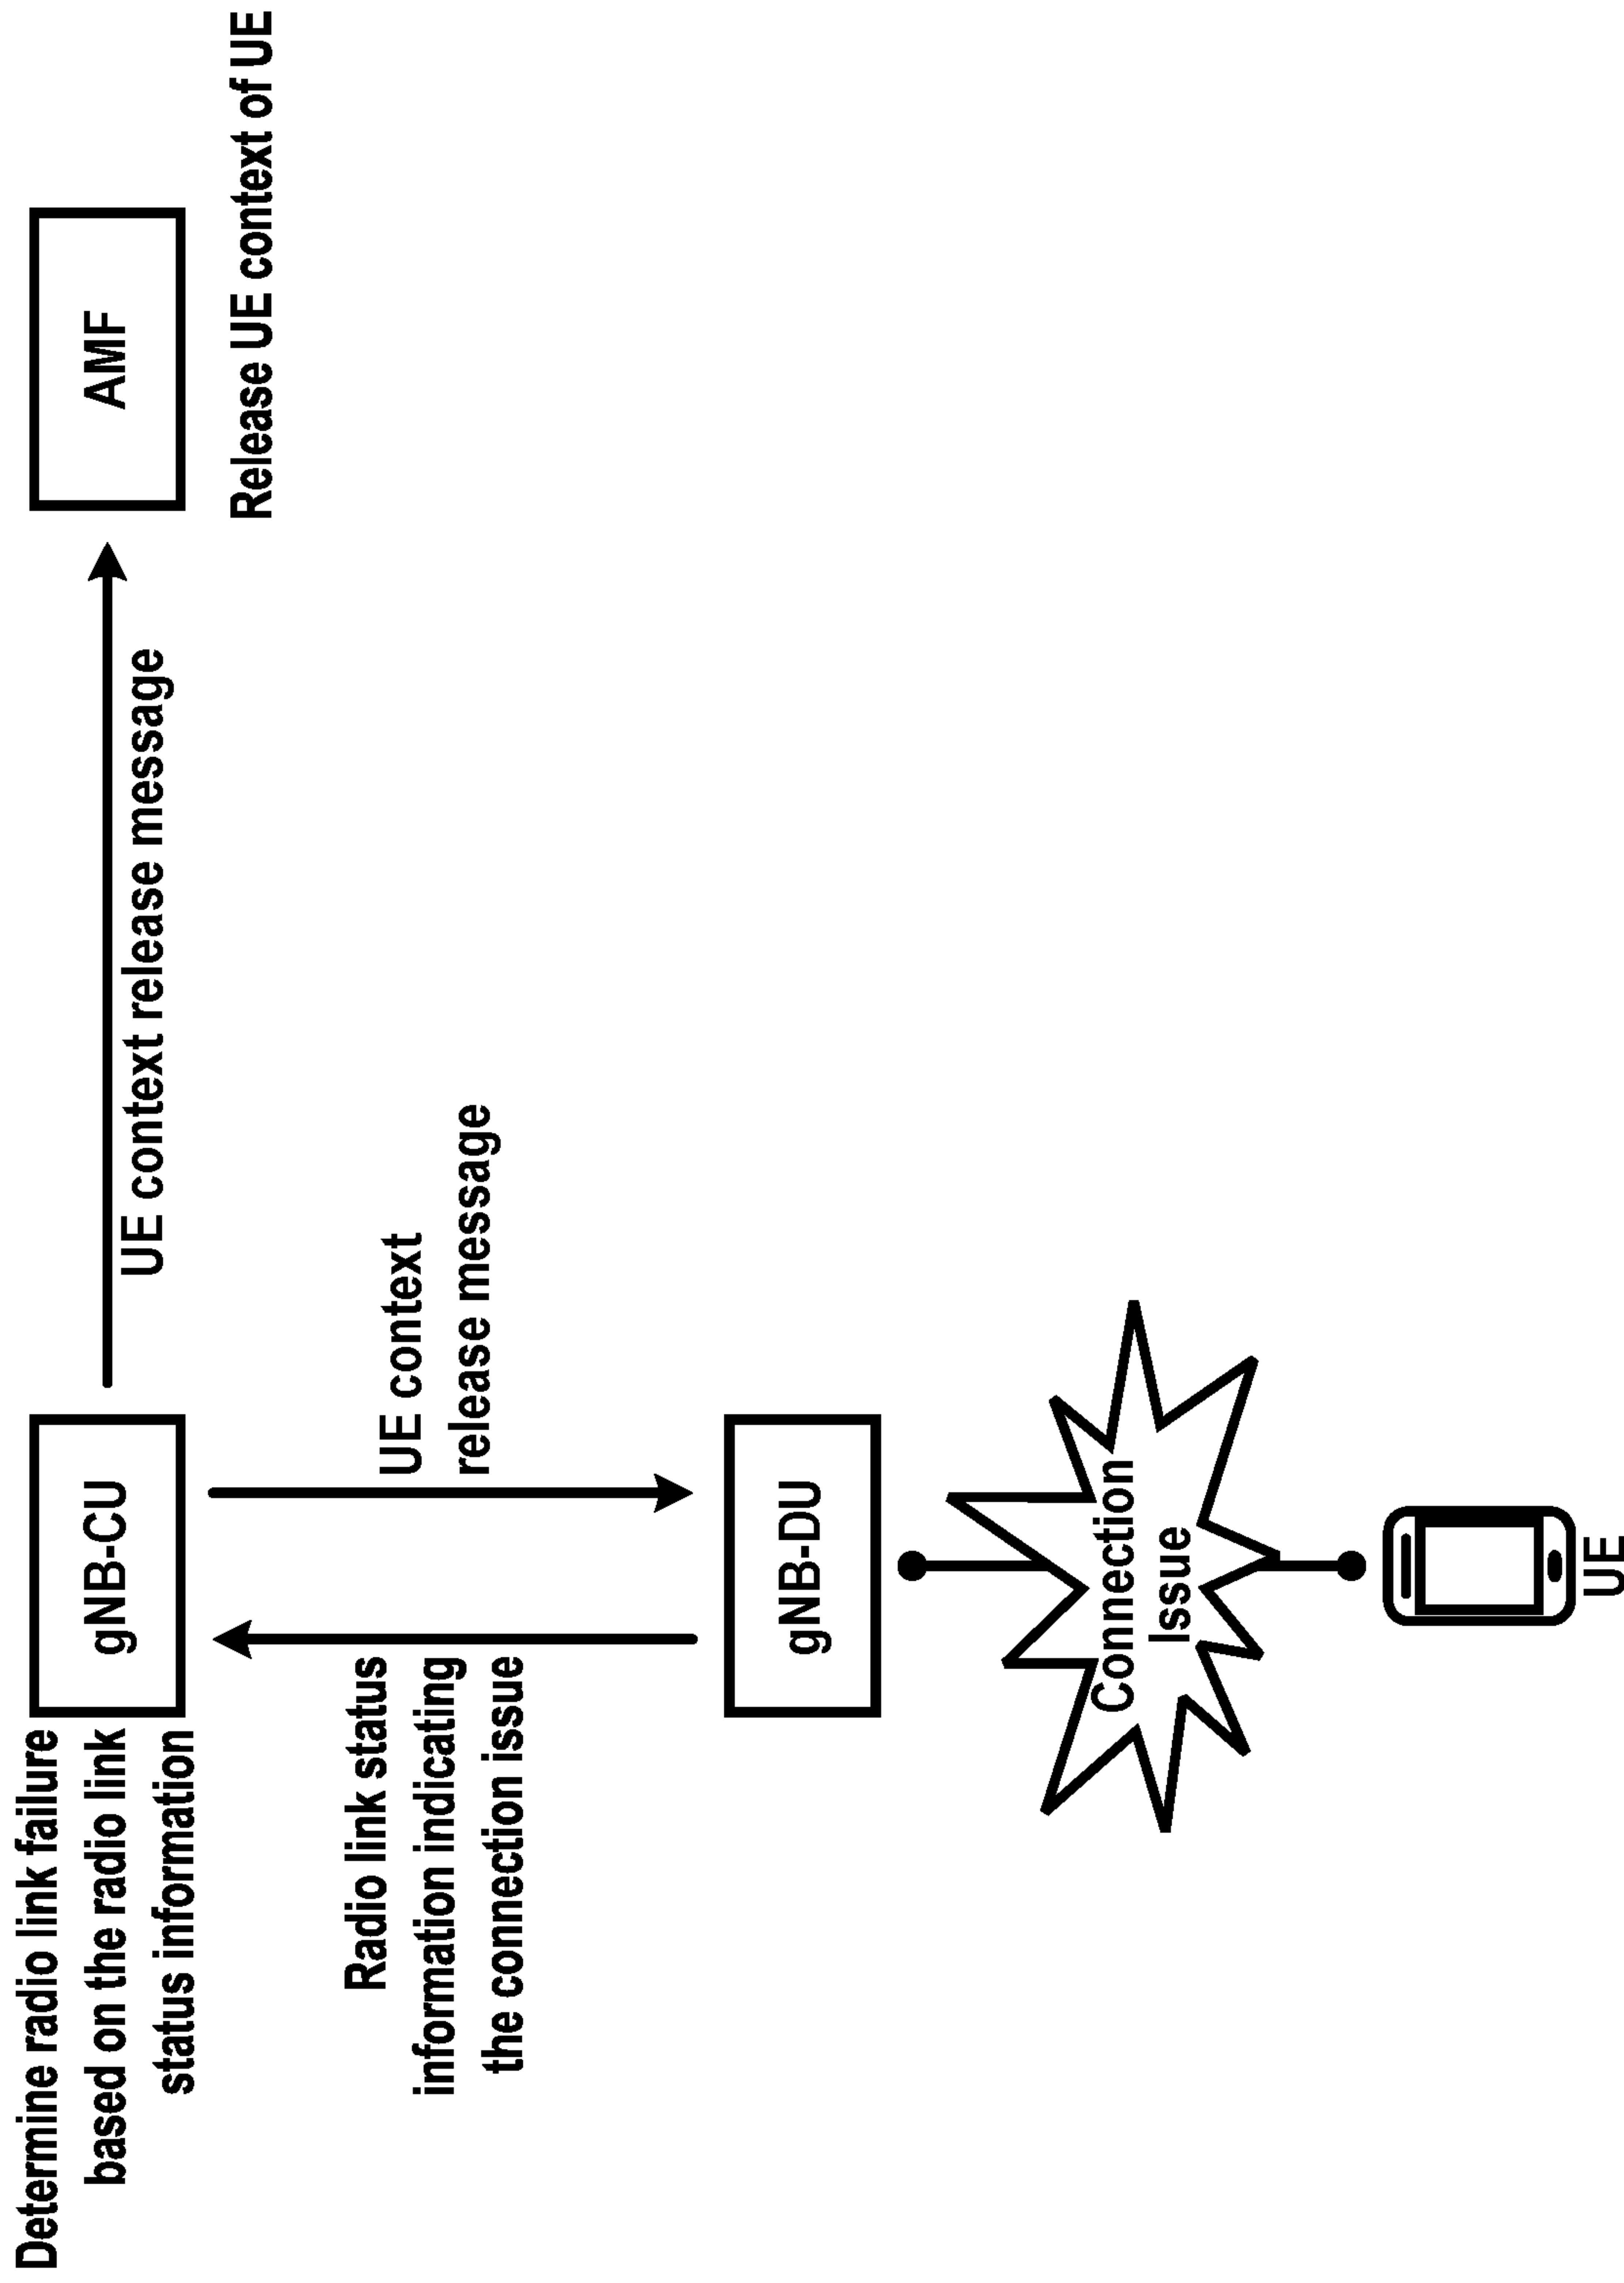 Determine radio link failure
based on the radio link
status information
gNB-CU
UE context release message
AMF
Release UE context of UE
Radio link status
information indicating
the connection issue
UE context
release message
gNB-DU
Connection
Issue
UE